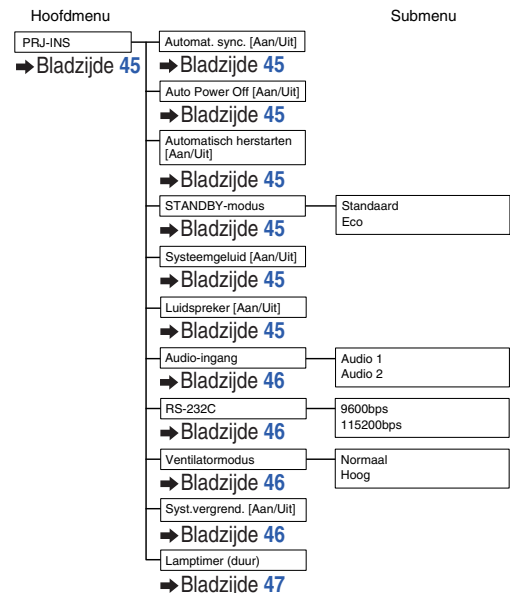 Hoofdmenu
Submenu
PRJ-INS
➡Bladzijde 45
Automat. sync. [Aan/Uit]
➡Bladzijde 45
Auto Power Off [Aan/Uit]
➡Bladzijde 45
Automatisch herstarten
[Aan/Uit]
➡Bladzijde 45
STANDBY-modus
➡Bladzijde 45
Standaard
Eco
Systeemgeluid [Aan/Uit]
➡Bladzijde 45
Luidspreker [Aan/Uit]
➡Bladzijde 45
Audio-ingang
➡Bladzijde 46
Audio 1
Audio 2
RS-232C
➡Bladzijde 46
9600bps
115200bps
Ventilatormodus
➡Bladzijde 46
Normaal
Hoog
Syst.vergrend. [Aan/Uit]
➡Bladzijde 46
Lamptimer (duur)
➡Bladzijde 47